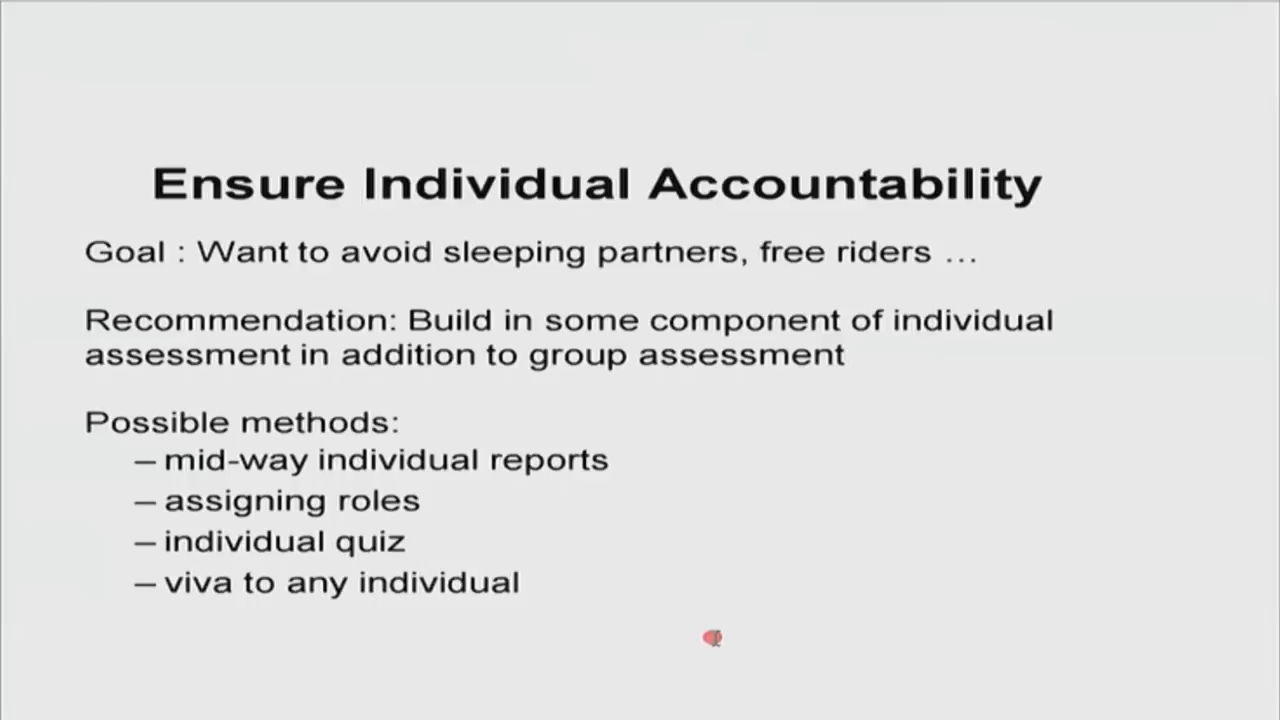 Ensure Individual Accountability
Goal : Want to avoid sleeping partners, free riders …
Recommendation: Build in some component of individual
assessment in addition to group assessment
Possible methods:
– mid-way individual reports
– assigning roles
– individual quiz
– viva to any individual